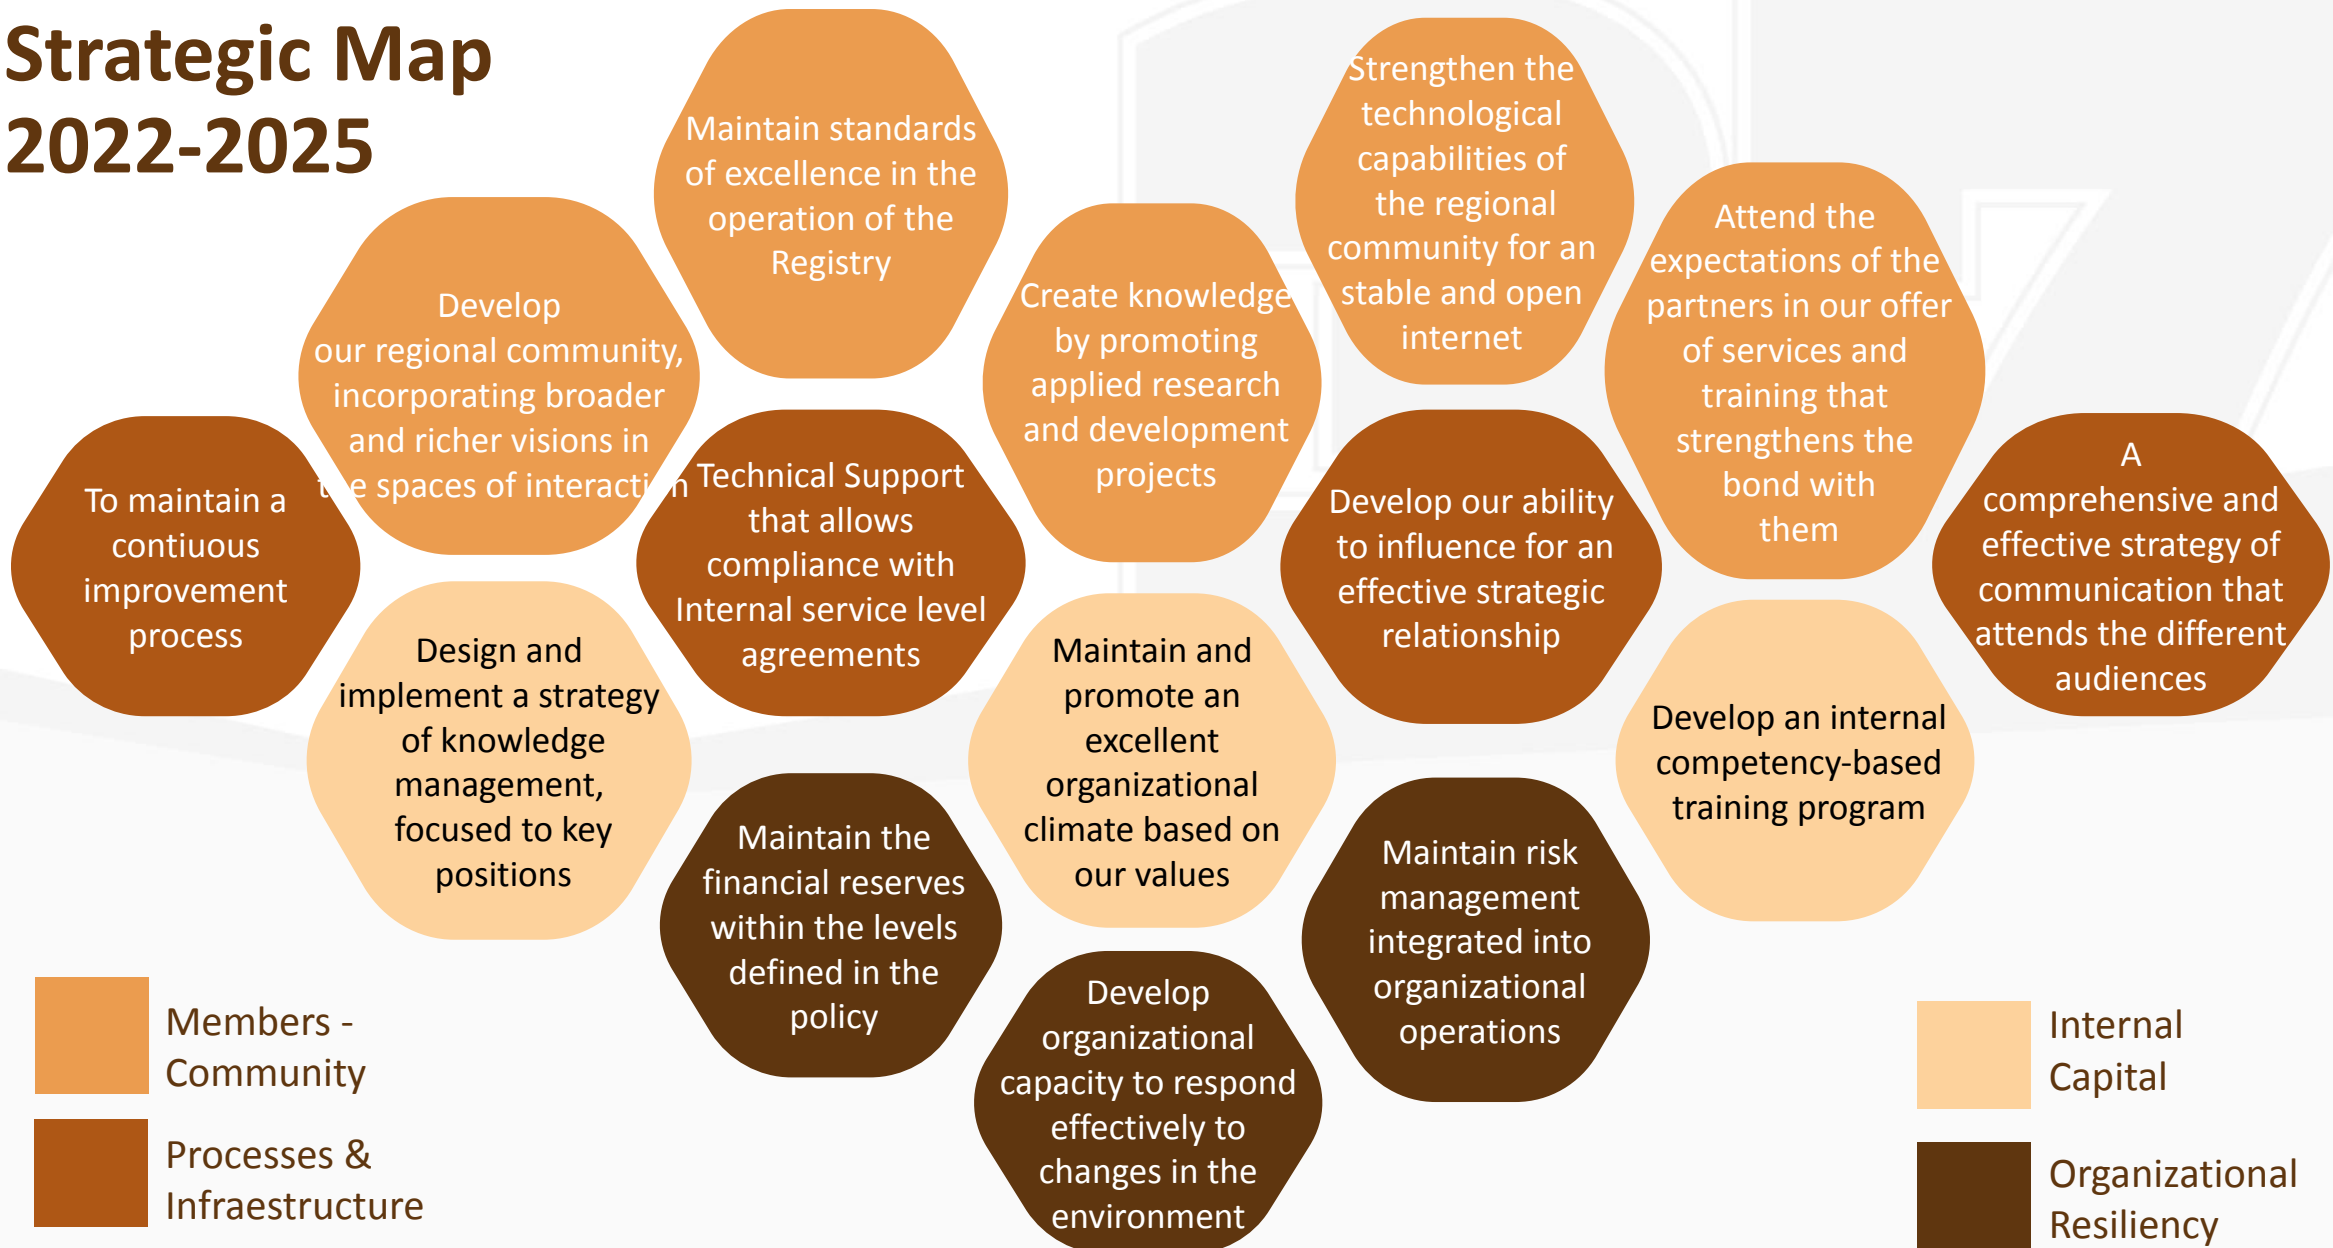 Strategic Map
2022-2025
Maintain standards
of excellence in the
operation of the
Registry
Strengthen the
technological
capabilities of
the regional
community for an
stable and open
internet
Develop
our regional community,
incorporating broader
and richer visions in
the spaces of interaction
Create knowledge
by promoting
applied research
and development
projects
Attend the
expectations of the
partners in our offer
of services and
training that
strengthens the
bond with
them
To maintain a
contiuous
improvement
process
Technical Support
that allows
compliance with
Internal service level
agreements
Develop our ability
to influence for an
effective strategic
relationship
A
comprehensive and
effective strategy of
communication that
attends the different
audiences
Design and
implement a strategy
of knowledge
management,
focused to key
positions
Maintain and
promote an
excellent
organizational
climate based on
our values
Develop an internal
competency-based
training program
Maintain the
financial reserves
within the levels
defined in the
policy
Maintain risk
management
integrated into
organizational
operations
Develop
organizational
capacity to respond
effectively to
changes in the
environment
Members -
Community
Processes &
Infraestructure
Internal
Capital
Organizational
Resiliency